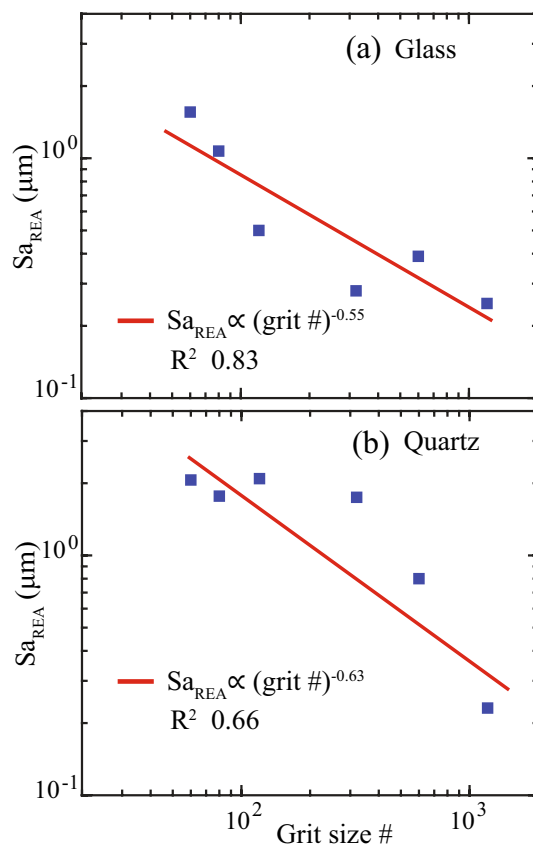 (a) Glass
10⁰
Sa_REA (μm)
Sa_REA ∝ (grit #)^-0.55
R² 0.83
10⁻¹
(b) Quartz
10⁰
Sa_REA (μm)
Sa_REA ∝ (grit #)^-0.63
R² 0.66
10⁻¹
10² 10³
Grit size #